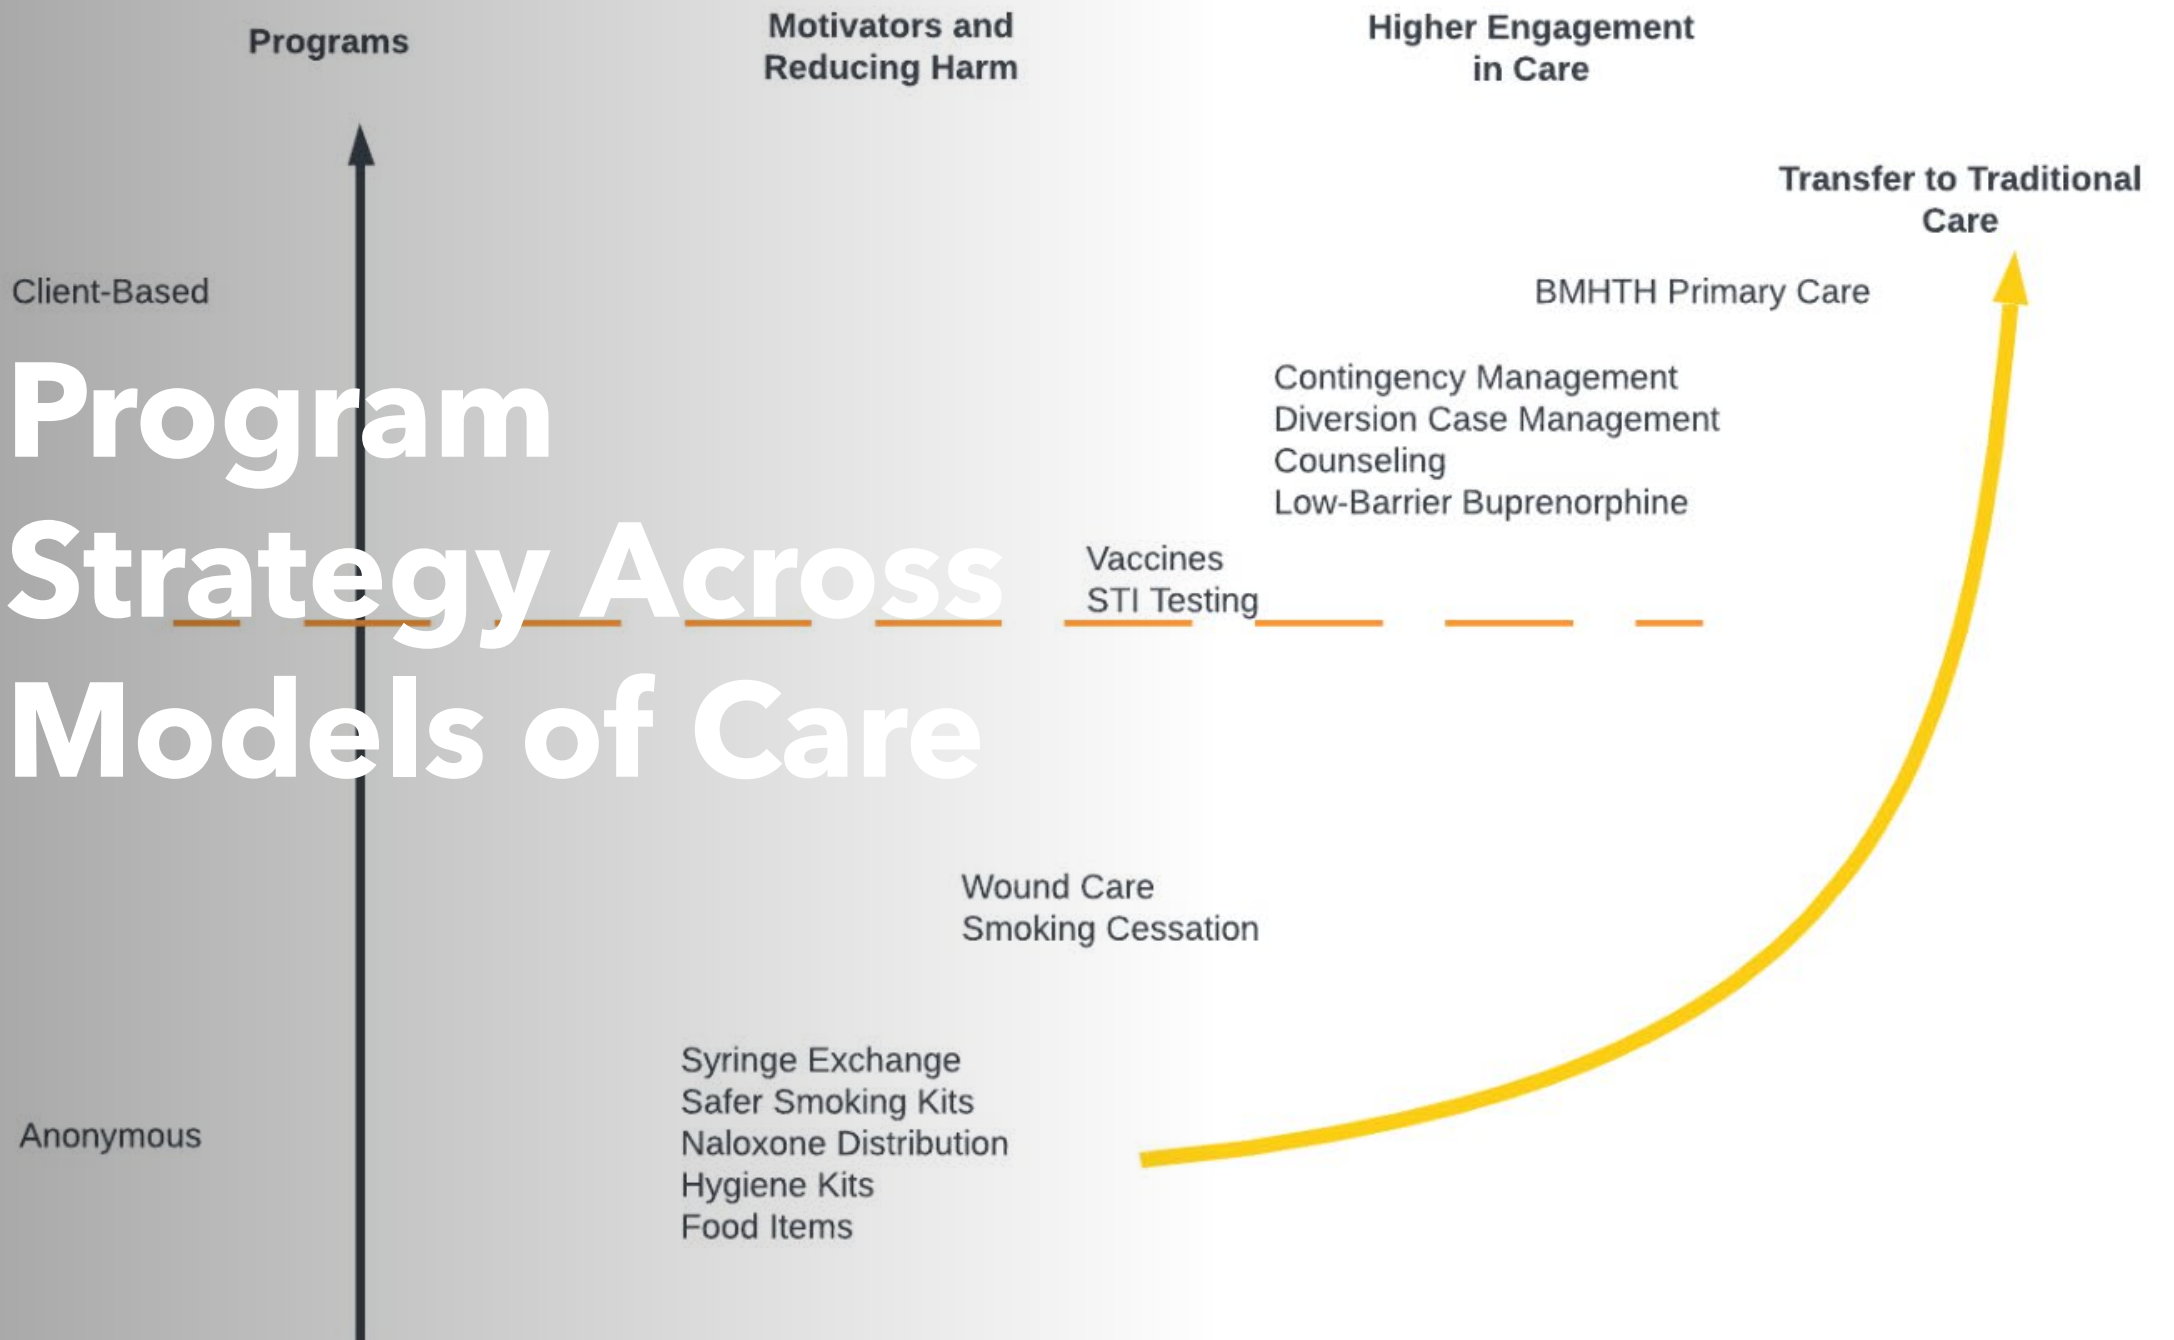 Programs
Motivators and
Reducing Harm
Higher Engagement
in Care
Transfer to Traditional
Care
Client-Based
BMHTH Primary Care
Program
Strategy Across
Models of Care
Contingency Management
Diversion Case Management
Counseling
Low-Barrier Buprenorphine
Vaccines
STI Testing
Wound Care
Smoking Cessation
Anonymous
Syringe Exchange
Safer Smoking Kits
Naloxone Distribution
Hygiene Kits
Food Items